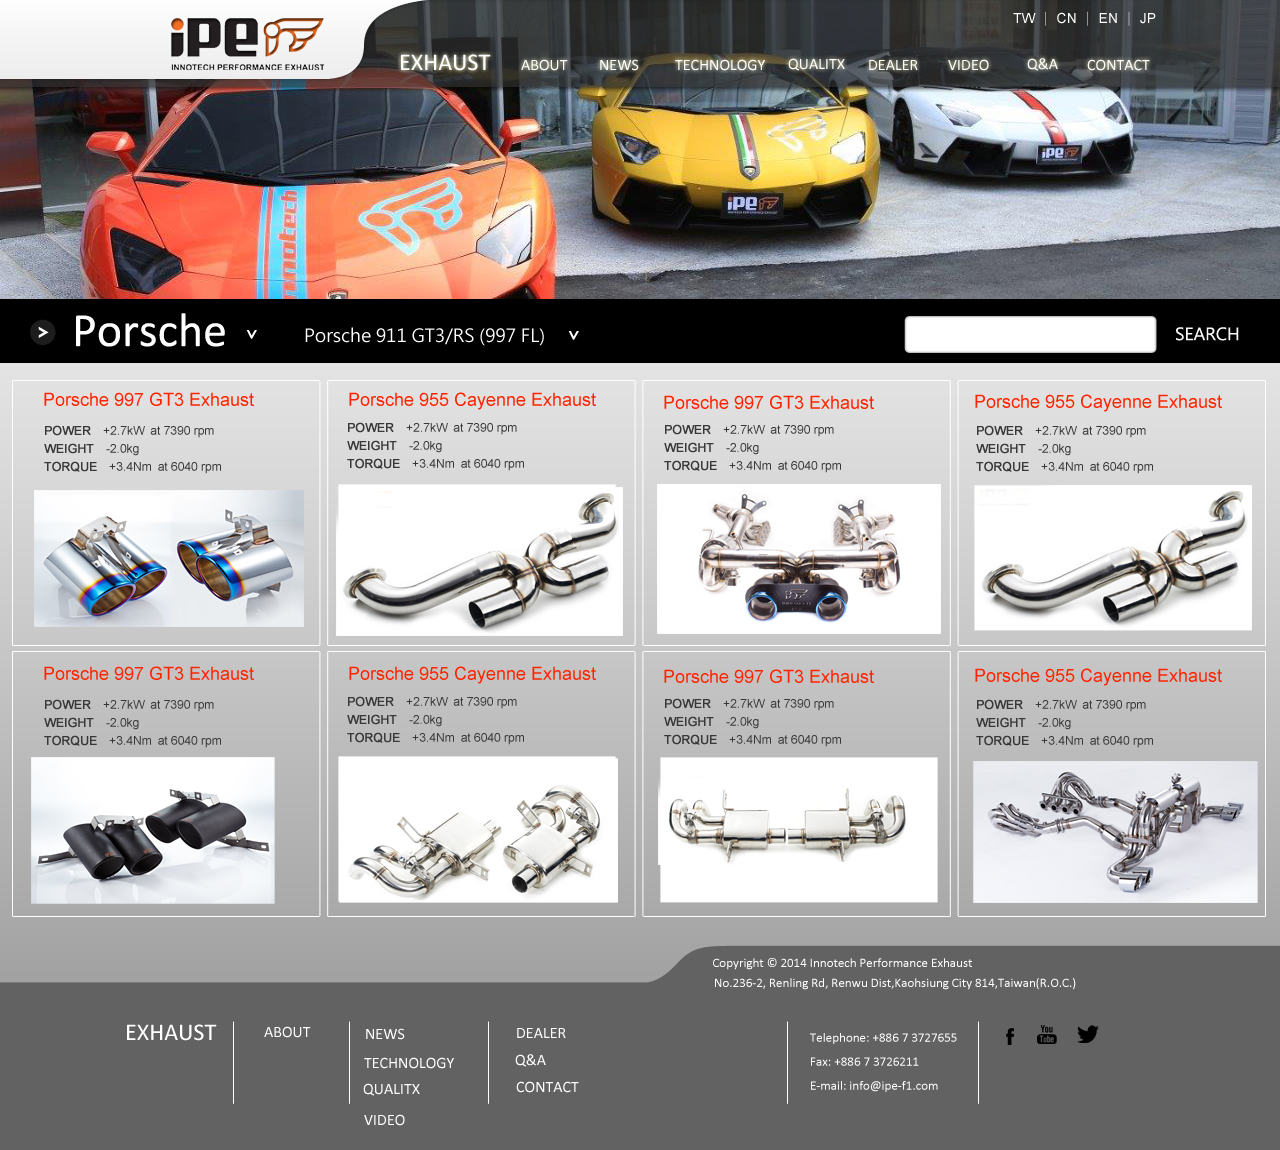 iPE
INNOTECH PERFORMANCE EXHAUST
TW | CN | EN | JP
EXHAUST ABOUT NEWS TECHNOLOGY QUALITX DEALER VIDEO Q&A CONTACT
innotech
iPE
INNOTECH PERFORMANCE EXHAUST
iPE
> Porsche v Porsche 911 GT3/RS (997 FL) v SEARCH
Porsche 997 GT3 Exhaust
POWER +2.7kW at 7390 rpm
WEIGHT -2.0kg
TORQUE +3.4Nm at 6040 rpm
Porsche 955 Cayenne Exhaust
POWER +2.7kW at 7390 rpm
WEIGHT -2.0kg
TORQUE +3.4Nm at 6040 rpm
Porsche 997 GT3 Exhaust
POWER +2.7kW at 7390 rpm
WEIGHT -2.0kg
TORQUE +3.4Nm at 6040 rpm
Porsche 955 Cayenne Exhaust
POWER +2.7kW at 7390 rpm
WEIGHT -2.0kg
TORQUE +3.4Nm at 6040 rpm
Porsche 997 GT3 Exhaust
POWER +2.7kW at 7390 rpm
WEIGHT -2.0kg
TORQUE +3.4Nm at 6040 rpm
Porsche 955 Cayenne Exhaust
POWER +2.7kW at 7390 rpm
WEIGHT -2.0kg
TORQUE +3.4Nm at 6040 rpm
Porsche 997 GT3 Exhaust
POWER +2.7kW at 7390 rpm
WEIGHT -2.0kg
TORQUE +3.4Nm at 6040 rpm
Porsche 955 Cayenne Exhaust
POWER +2.7kW at 7390 rpm
WEIGHT -2.0kg
TORQUE +3.4Nm at 6040 rpm
Copyright © 2014 Innotech Performance Exhaust
No.236-2, Renling Rd, Renwu Dist,Kaohsiung City 814,Taiwan(R.O.C.)
EXHAUST
ABOUT
NEWS
TECHNOLOGY
QUALITX
VIDEO
DEALER
Q&A
CONTACT
Telephone: +886 7 3727655
Fax: +886 7 3726211
E-mail: info@ipe-f1.com
f
You
Tube